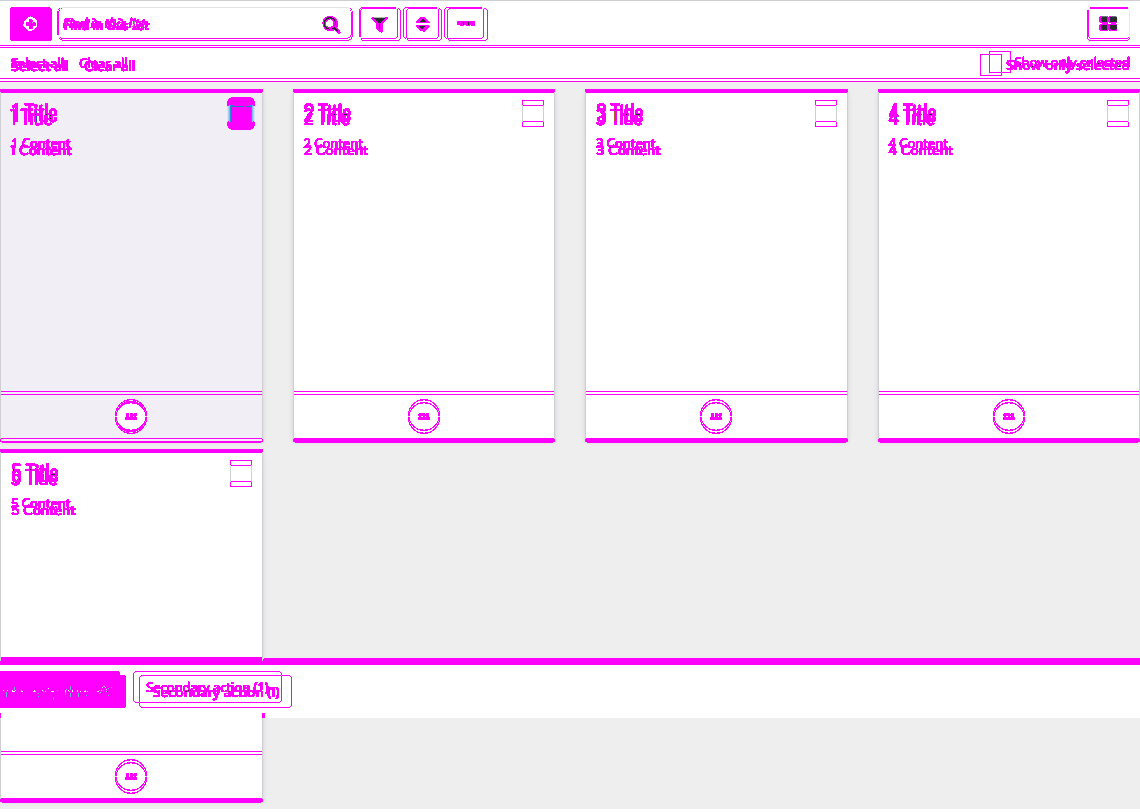 Find in this list
Select all Clear all
Show only selected
1 Title
1 Content
2 Title
2 Content
3 Title
3 Content
4 Title
4 Content
5 Title
5 Content
Secondary action (1)